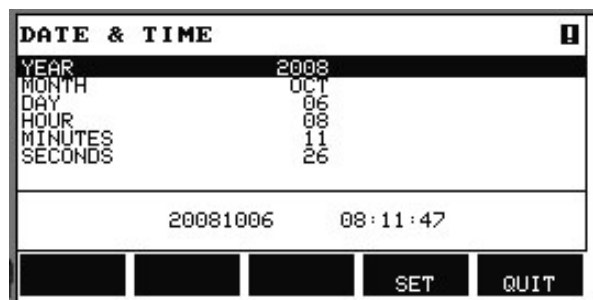 DATE & TIME !
YEAR 2008
MONTH OCT
DAY 06
HOUR 08
MINUTES 11
SECONDS 26
20081006 08:11:47
SET QUIT